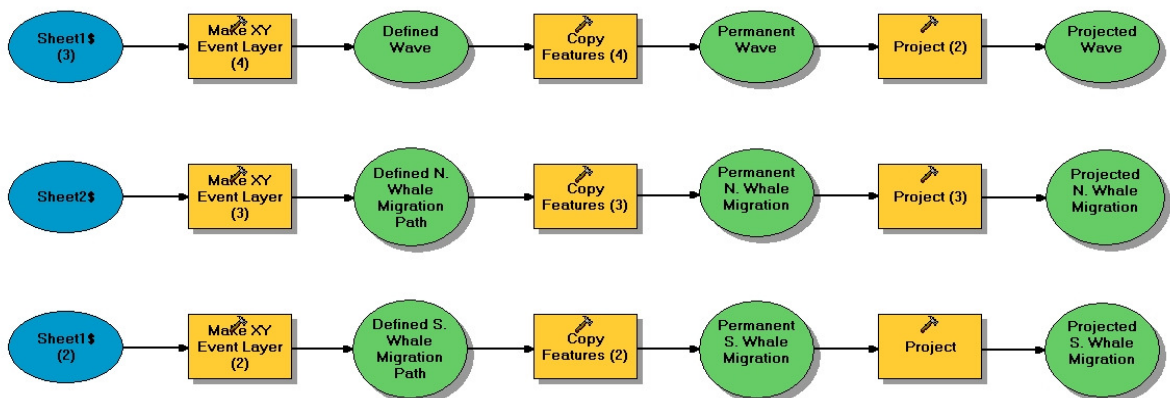 Sheet1$
(3)
Make XY
Event Layer
(4)
Defined
Wave
Copy
Features (4)
Permanent
Wave
Project (2)
Projected
Wave
Sheet2$
Make XY
Event Layer
(3)
Defined N.
Whale
Migration
Path
Copy
Features (3)
Permanent
N. Whale
Migration
Project (3)
Projected
N. Whale
Migration
Sheet1$
(2)
Make XY
Event Layer
(2)
Defined S.
Whale
Migration
Path
Copy
Features (2)
Permanent
S. Whale
Migration
Project
Projected
S. Whale
Migration